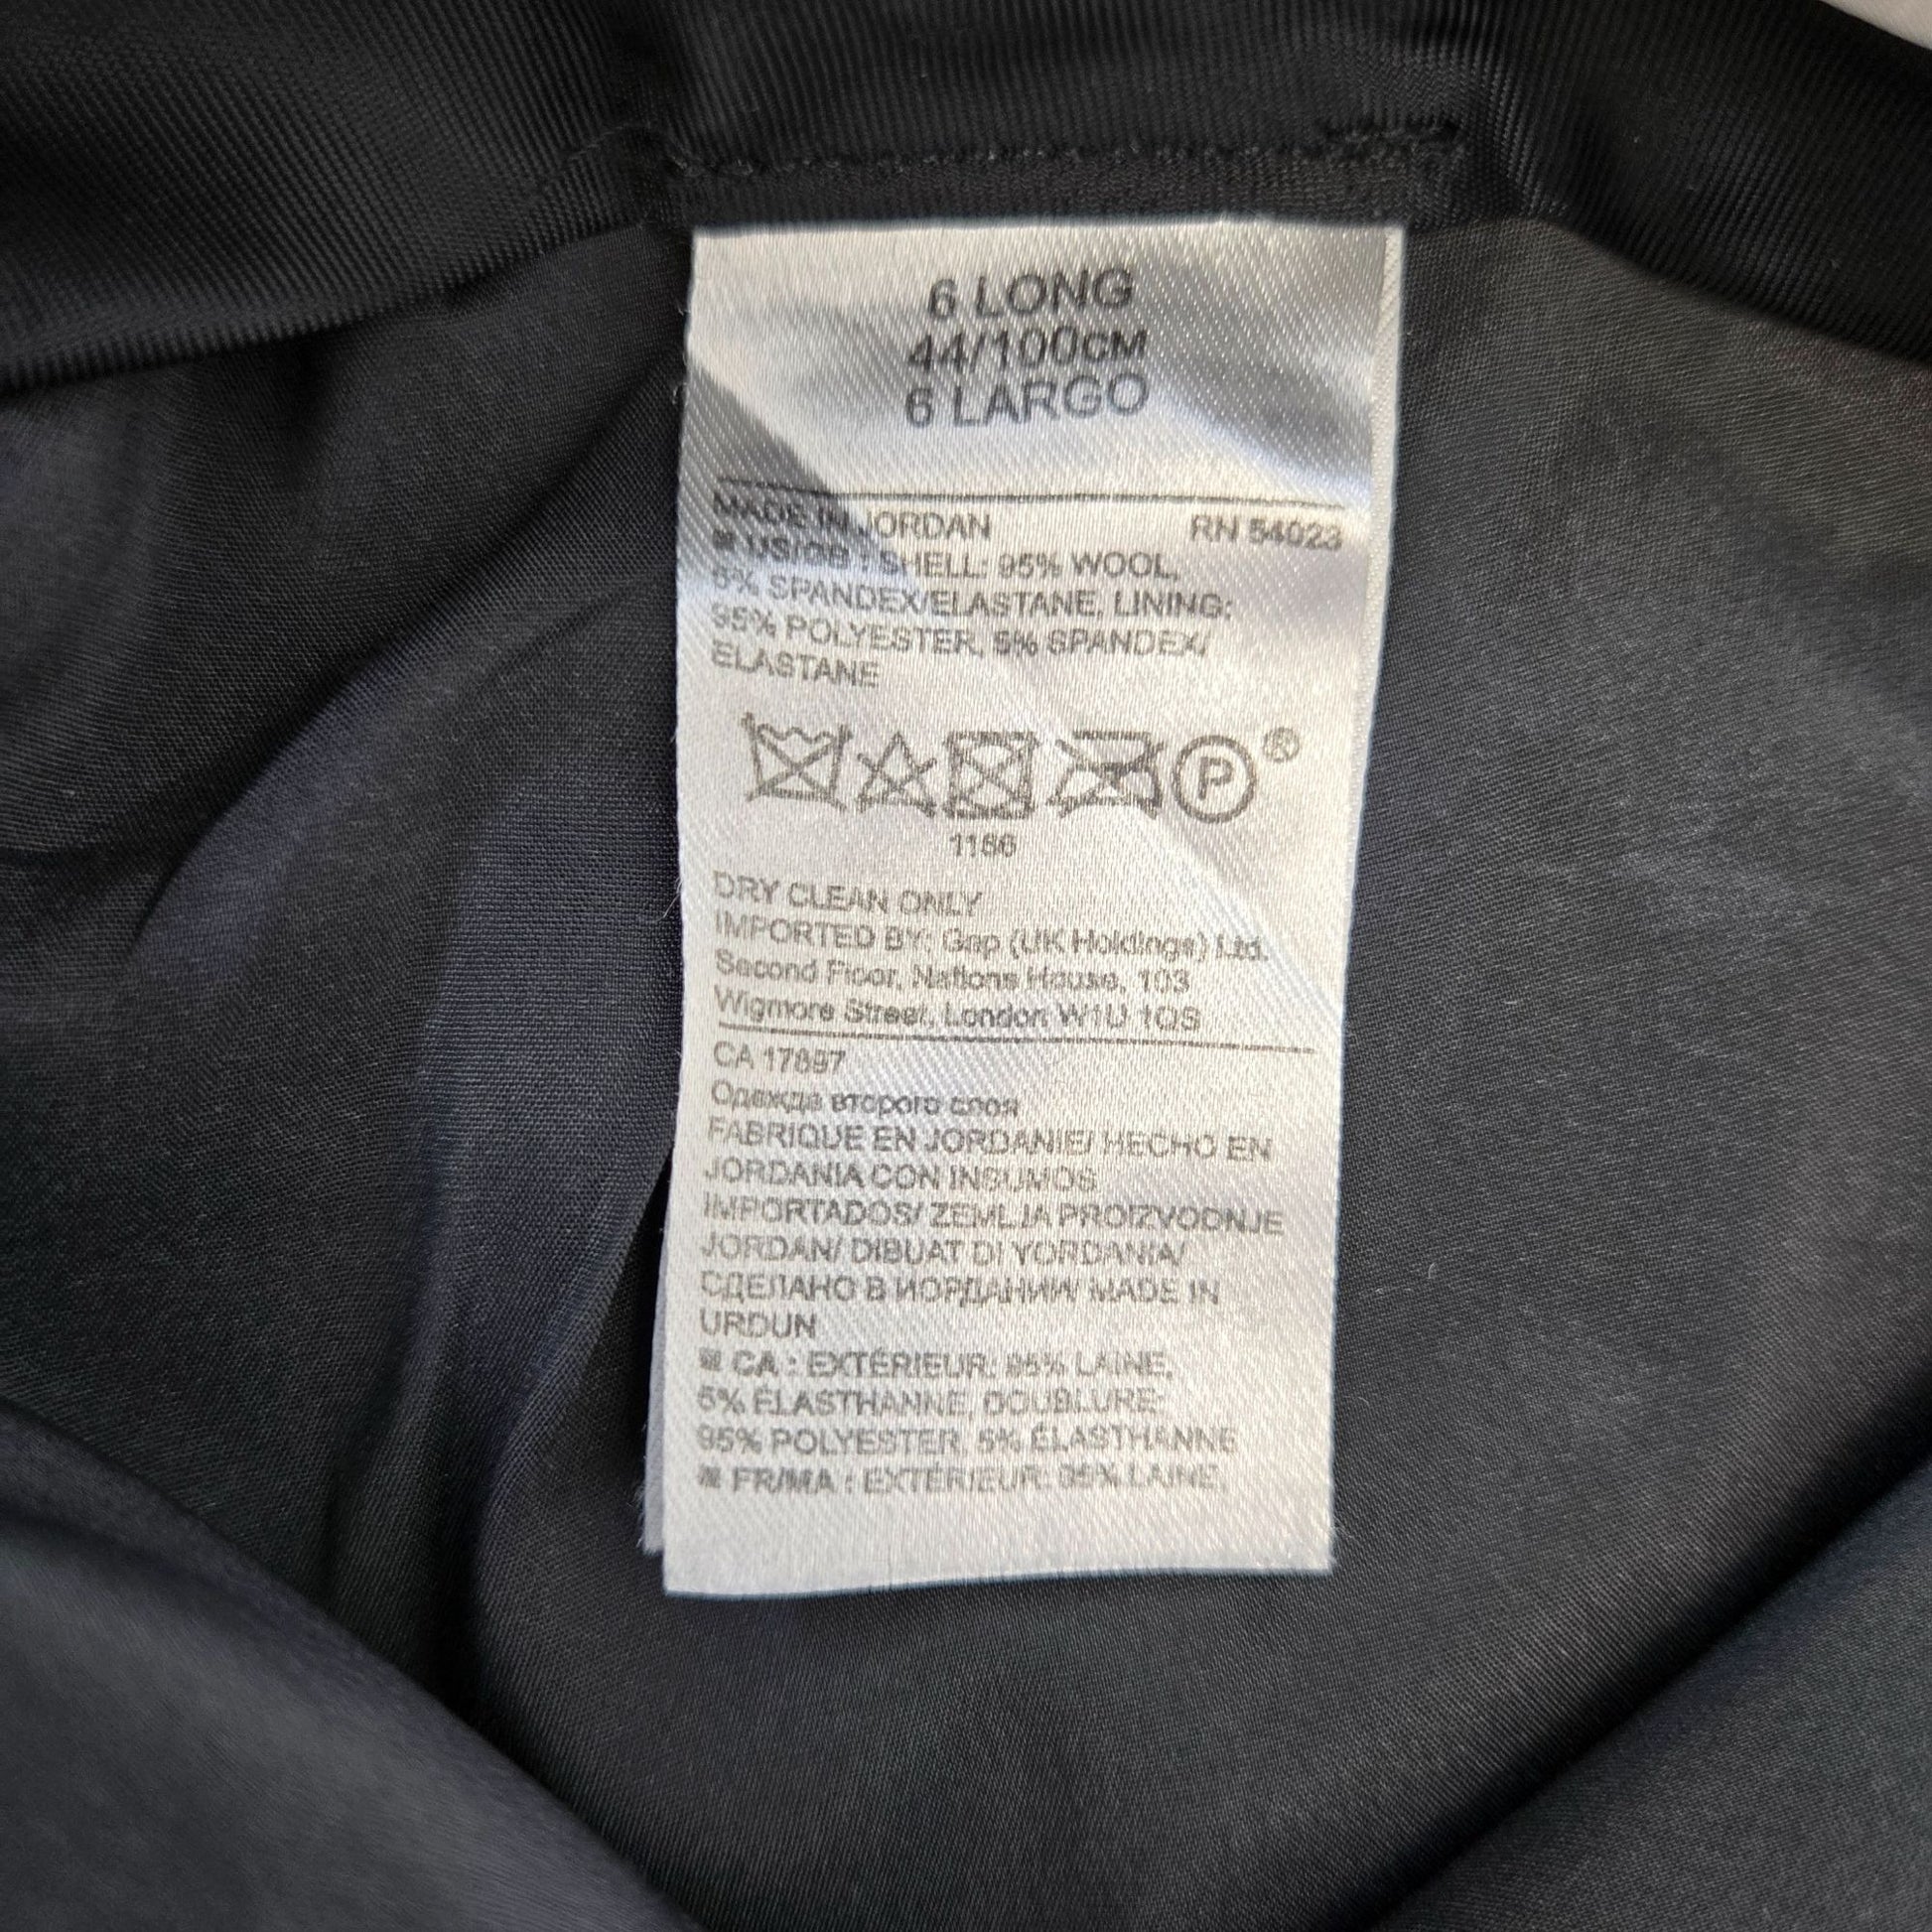 6 LONG
44/100CM
6 LARGO
MADE IN JORDAN RN 54023
US/GB : SHELL: 95% WOOL,
5% SPANDEX/ELASTANE, LINING:
95% POLYESTER, 5% SPANDEX/
ELASTANE
P ®
1156
DRY CLEAN ONLY
IMPORTED BY: Gap (UK Holdings) Ltd.
Second Floor, Nations House, 103
Wigmore Street, London W1U 1QS
CA 17897
Одежда второго слоя
FABRIQUE EN JORDANIE/ HECHO EN
JORDANIA CON INSUMOS
IMPORTADOS/ ZEMLJA PROIZVODNJE
JORDAN/ DIBUAT DI YORDANIA/
СДЕЛАНО В ИОРДАНИИ/ MADE IN
URDUN
CA : EXTÉRIEUR: 95% LAINE,
5% ÉLASTHANNE, DOUBLURE:
95% POLYESTER, 5% ÉLASTHANNE
FR/MA : EXTÉRIEUR: 95% LAINE,